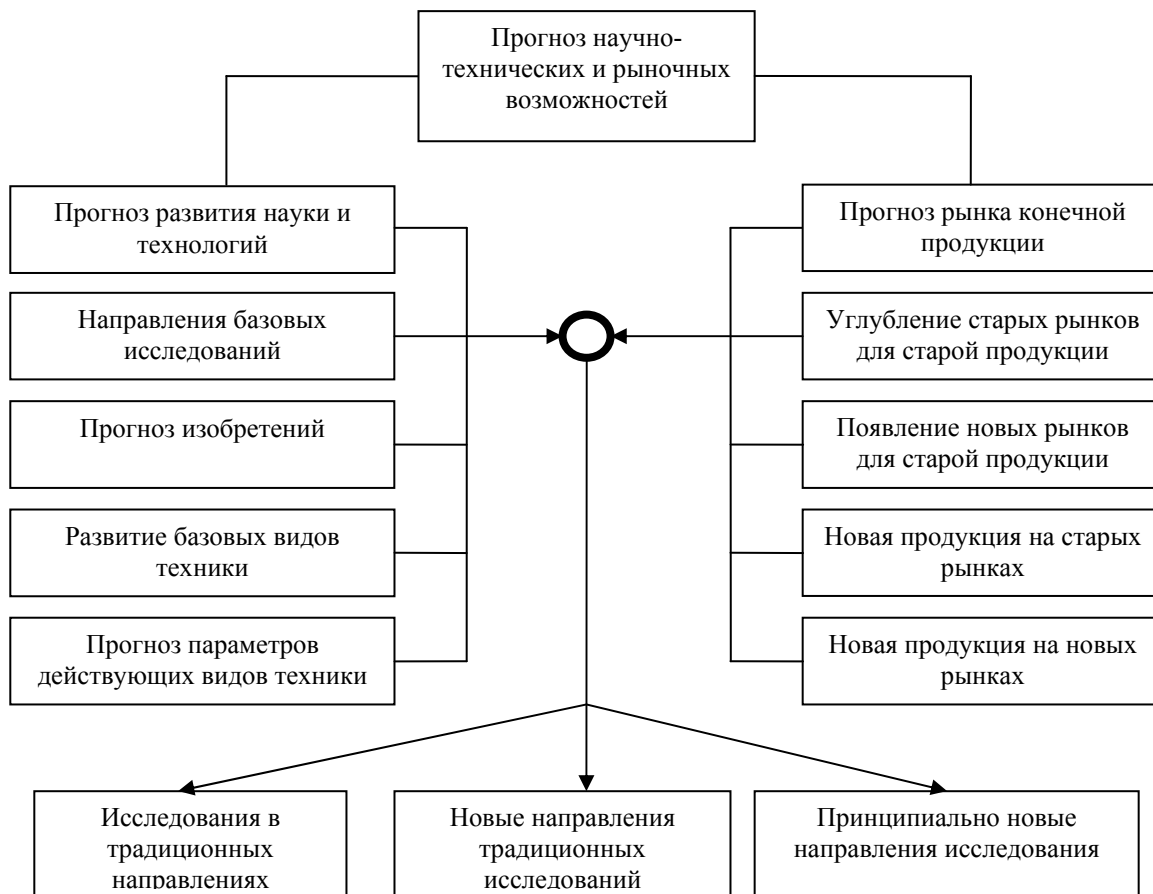 Прогноз научно-
технических и рыночных
возможностей
Прогноз развития науки и
технологий
Направления базовых
исследований
Прогноз изобретений
Развитие базовых видов
техники
Прогноз параметров
действующих видов техники
Прогноз рынка конечной
продукции
Углубление старых рынков
для старой продукции
Появление новых рынков
для старой продукции
Новая продукция на старых
рынках
Новая продукция на новых
рынках
Исследования в
традиционных
направлениях
Новые направления
традиционных
исследований
Принципиально новые
направления исследования